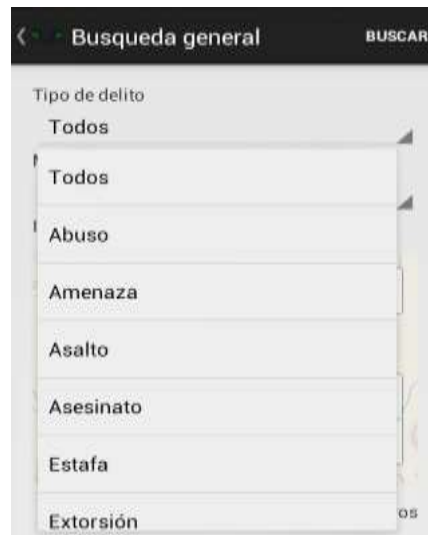 Busqueda general BUSCAR
Tipo de delito
Todos
Todos
Abuso
Amenaza
Asalto
Asesinato
Estafa
Extorsión